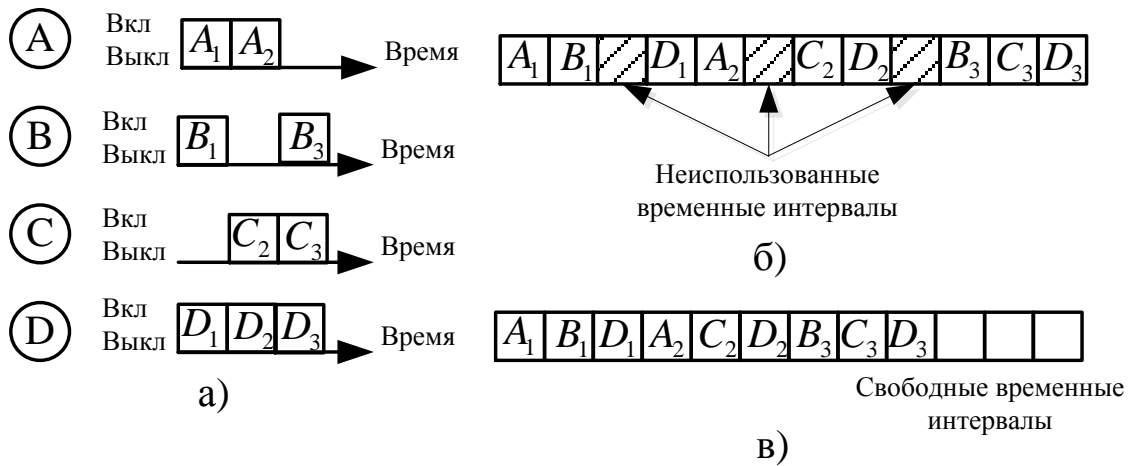 A
Вкл
Выкл
A1 A2
Время
B
Вкл
Выкл
B1 B3
Время
C
Вкл
Выкл
C2 C3
Время
D
Вкл
Выкл
D1 D2 D3
Время
а)
A1 B1 D1 A2 C2 D2 B3 C3 D3
Неиспользованные
временные интервалы
б)
A1 B1 D1 A2 C2 D2 B3 C3 D3
Свободные временные
интервалы
в)